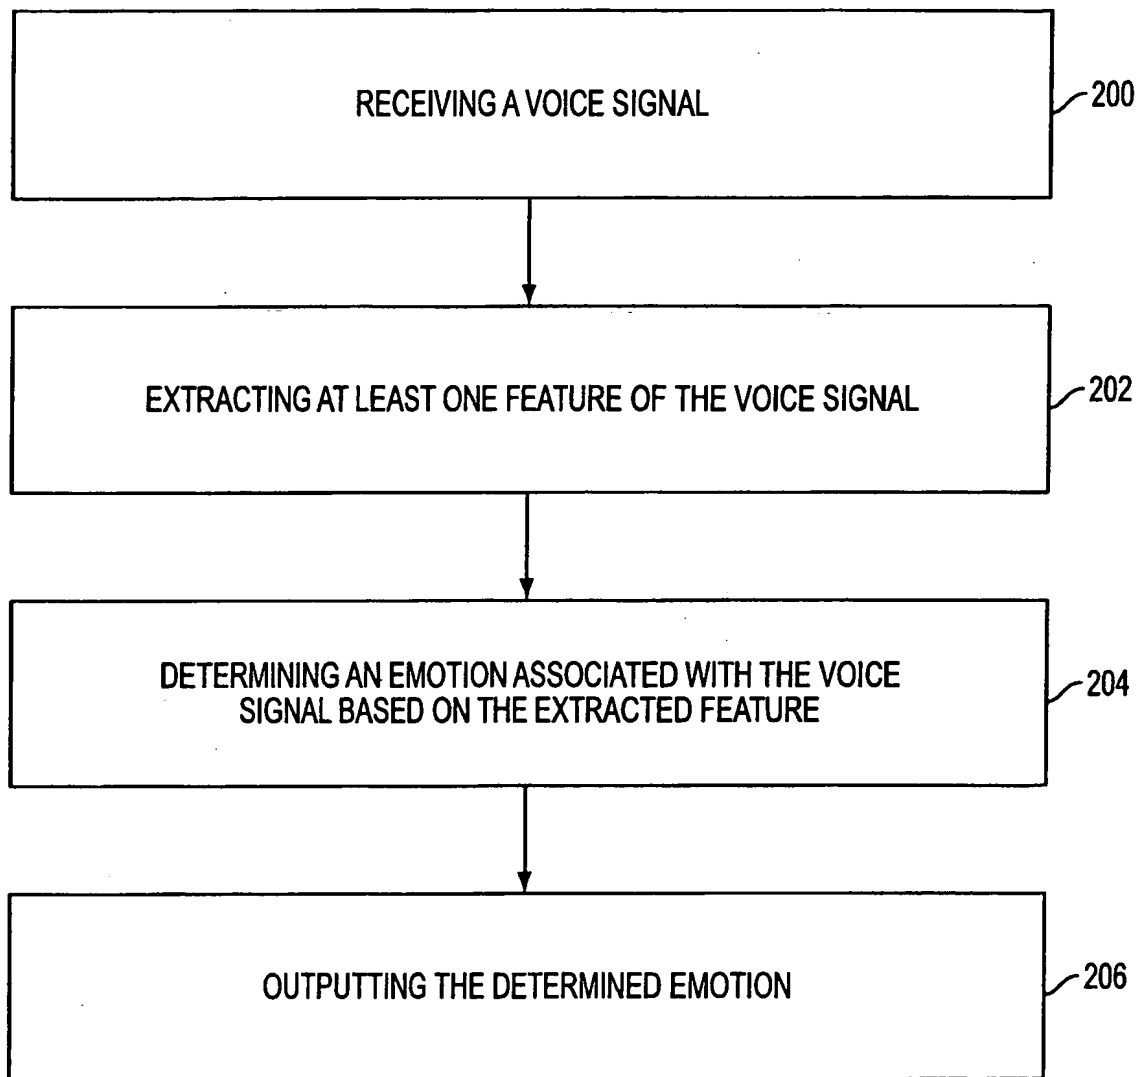 RECEIVING A VOICE SIGNAL
200
EXTRACTING AT LEAST ONE FEATURE OF THE VOICE SIGNAL
202
DETERMINING AN EMOTION ASSOCIATED WITH THE VOICE
SIGNAL BASED ON THE EXTRACTED FEATURE
204
OUTPUTTING THE DETERMINED EMOTION
206